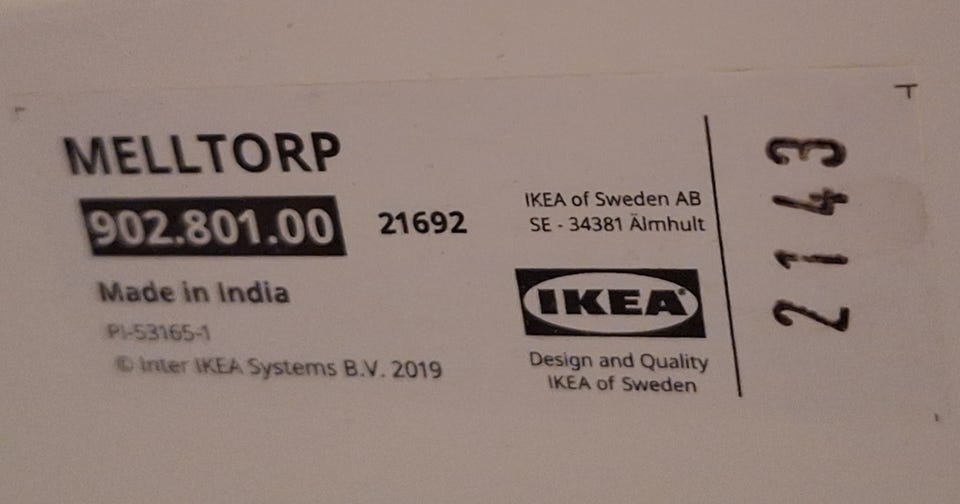 MELLTORP
902.801.00 21692
Made in India
PI-53165-1
© Inter IKEA Systems B.V. 2019
IKEA of Sweden AB
SE - 34381 Älmhult
IKEA®
Design and Quality
IKEA of Sweden
2143